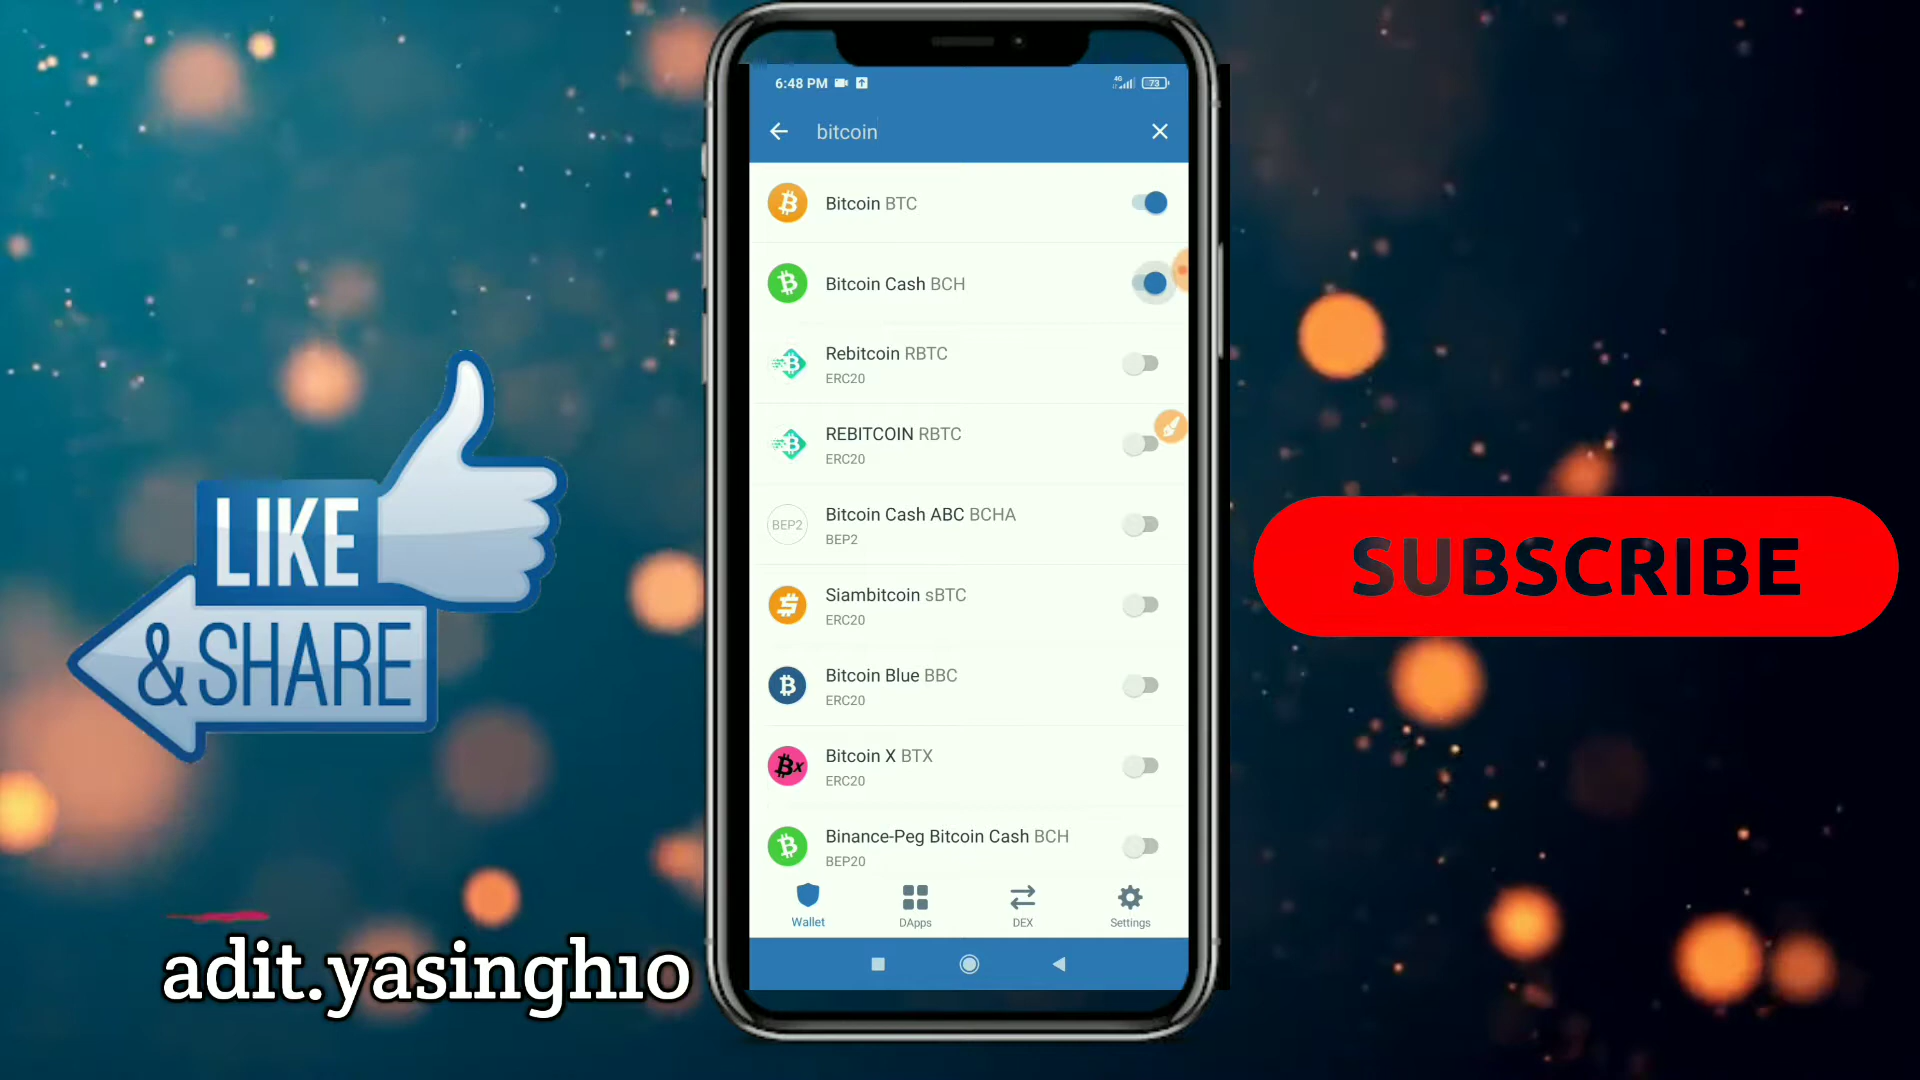 6:48 PM
4G
73
bitcoin
Bitcoin BTC
Bitcoin Cash BCH
Rebitcoin RBTC
ERC20
REBITCOIN RBTC
ERC20
BEP2
Bitcoin Cash ABC BCHA
BEP2
Siambitcoin sBTC
ERC20
Bitcoin Blue BBC
ERC20
Bitcoin X BTX
ERC20
Binance-Peg Bitcoin Cash BCH
BEP20
Wallet
DApps
DEX
Settings
LIKE
& SHARE
adit.yasingh10
SUBSCRIBE